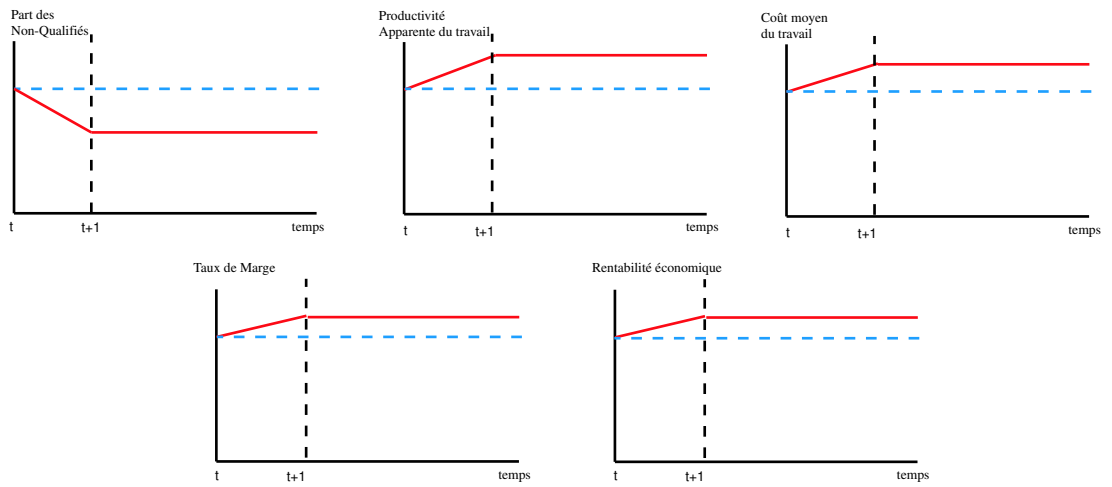 Part des
Non-Qualifiés
t
t+1
temps
Productivité
Apparente du travail
t
t+1
temps
Coût moyen
du travail
t
t+1
temps
Taux de Marge
t
t+1
temps
Rentabilité économique
t
t+1
temps